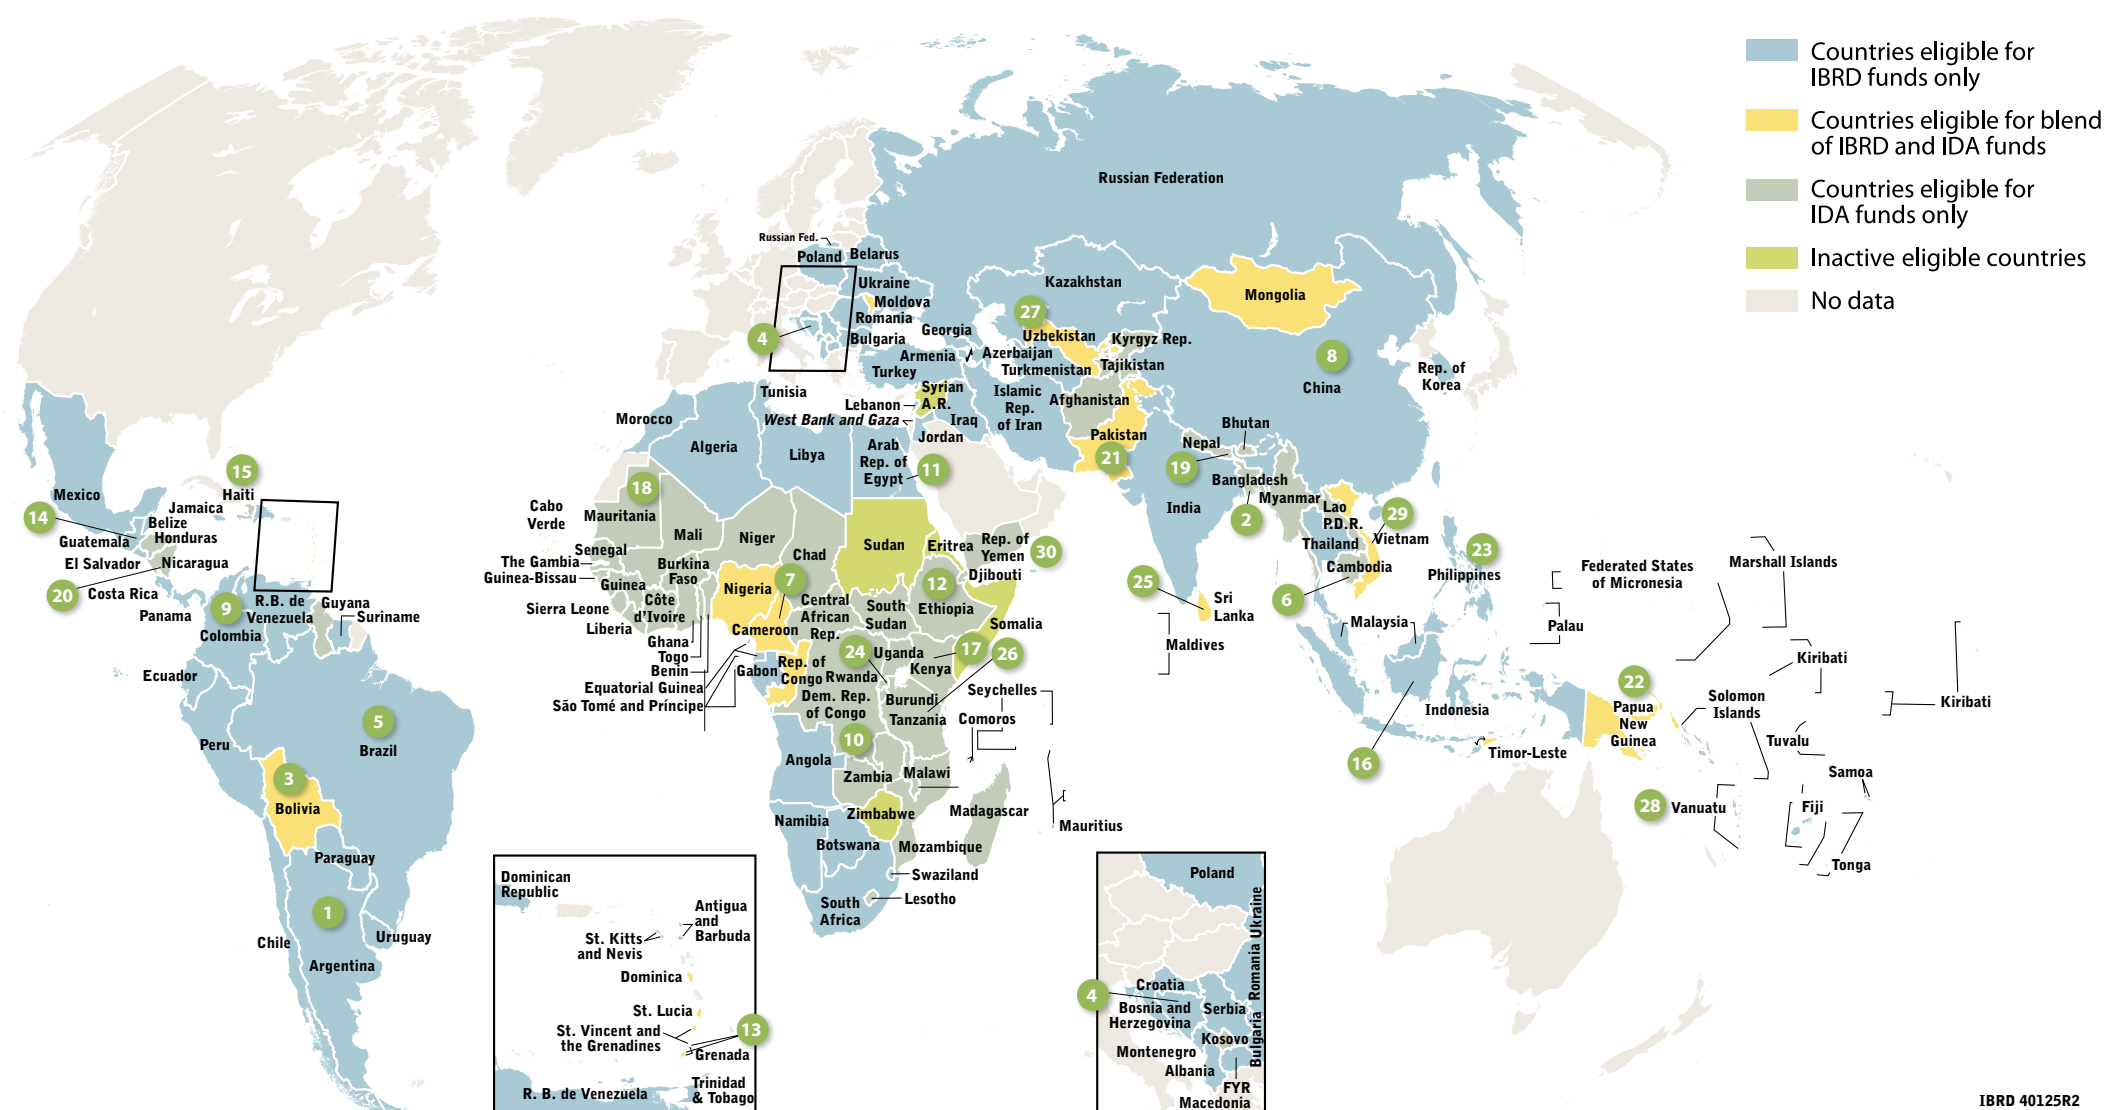 Countries eligible for
IBRD funds only
Countries eligible for blend
of IBRD and IDA funds
Countries eligible for
IDA funds only
Inactive eligible countries
No data
Russian Federation
Russian Fed.
Poland
Belarus
Ukraine
Moldova
Romania
Bulgaria
4
Georgia
Armenia
Azerbaijan
Turkey
Turkmenistan
Kazakhstan
27
Uzbekistan
Kyrgyz Rep.
Tajikistan
Mongolia
8
China
Rep. of
Korea
Tunisia
Syrian
A.R.
Lebanon
West Bank and Gaza
Iraq
Jordan
Islamic
Rep.
of Iran
Afghanistan
Pakistan
21
Morocco
Algeria
Libya
Arab
Rep. of
Egypt
11
Bhutan
Nepal
19
Bangladesh
India
2
Myanmar
Lao
P.D.R.
29
Vietnam
Thailand
Cambodia
6
23
Philippines
15
Haiti
Mexico
14
Jamaica
Belize
Honduras
Guatemala
El Salvador
Nicaragua
20
Costa Rica
Panama
9
Colombia
R.B. de
Venezuela
Guyana
Suriname
Ecuador
Peru
5
Brazil
3
Bolivia
Paraguay
1
Chile
Uruguay
Argentina
Cabo
Verde
18
Mauritania
Mali
Niger
Chad
Sudan
Eritrea
Rep. of
Yemen
30
Djibouti
Senegal
The Gambia
Guinea-Bissau
Guinea
Burkina
Faso
Sierra Leone
Liberia
Côte
d’Ivoire
Ghana
Togo
Benin
Nigeria
7
Cameroon
Central
African
Rep.
South
Sudan
12
Ethiopia
Somalia
Equatorial Guinea
São Tomé and Príncipe
Gabon
Rep. of
Congo
24
Uganda
17
26
Kenya
Rwanda
Dem. Rep.
of Congo
Burundi
Tanzania
Seychelles
Comoros
10
Angola
Zambia
Malawi
Madagascar
Mauritius
Namibia
Zimbabwe
Botswana
Mozambique
Swaziland
Lesotho
South
Africa
25
Sri
Lanka
Maldives
Malaysia
Indonesia
16
Timor-Leste
22
Papua
New
Guinea
Federated States
of Micronesia
Marshall Islands
Palau
Kiribati
Kiribati
Solomon
Islands
Tuvalu
Samoa
28
Vanuatu
Fiji
Tonga
Dominican
Republic
Antigua
and
Barbuda
St. Kitts
and Nevis
Dominica
St. Lucia
St. Vincent and
the Grenadines
13
Grenada
Trinidad
& Tobago
R. B. de Venezuela
Poland
Ukraine
Romania
Bulgaria
4
Croatia
Bosnia and
Herzegovina
Serbia
Kosovo
Montenegro
Albania
FYR
Macedonia
IBRD 40125R2